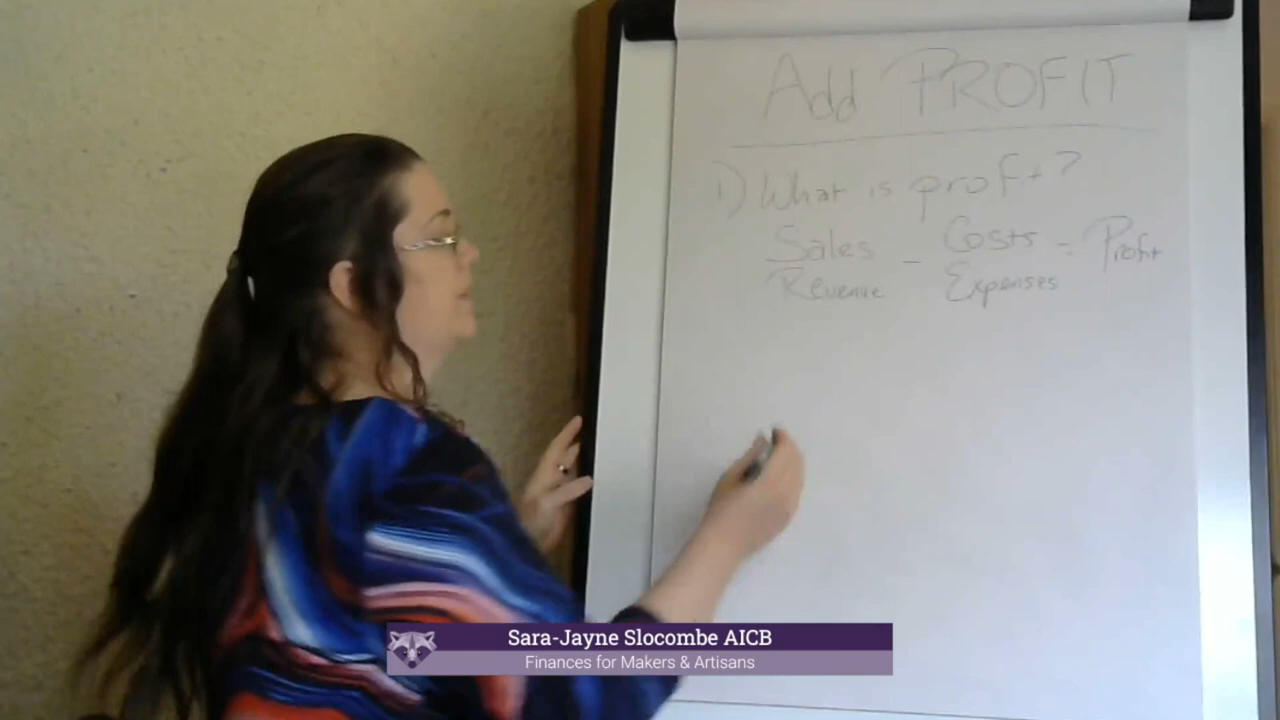 Add PROFIT
1) What is profit?
Sales - Costs = Profit
Revenue Expenses
Sara-Jayne Slocombe AICB
Finances for Makers & Artisans